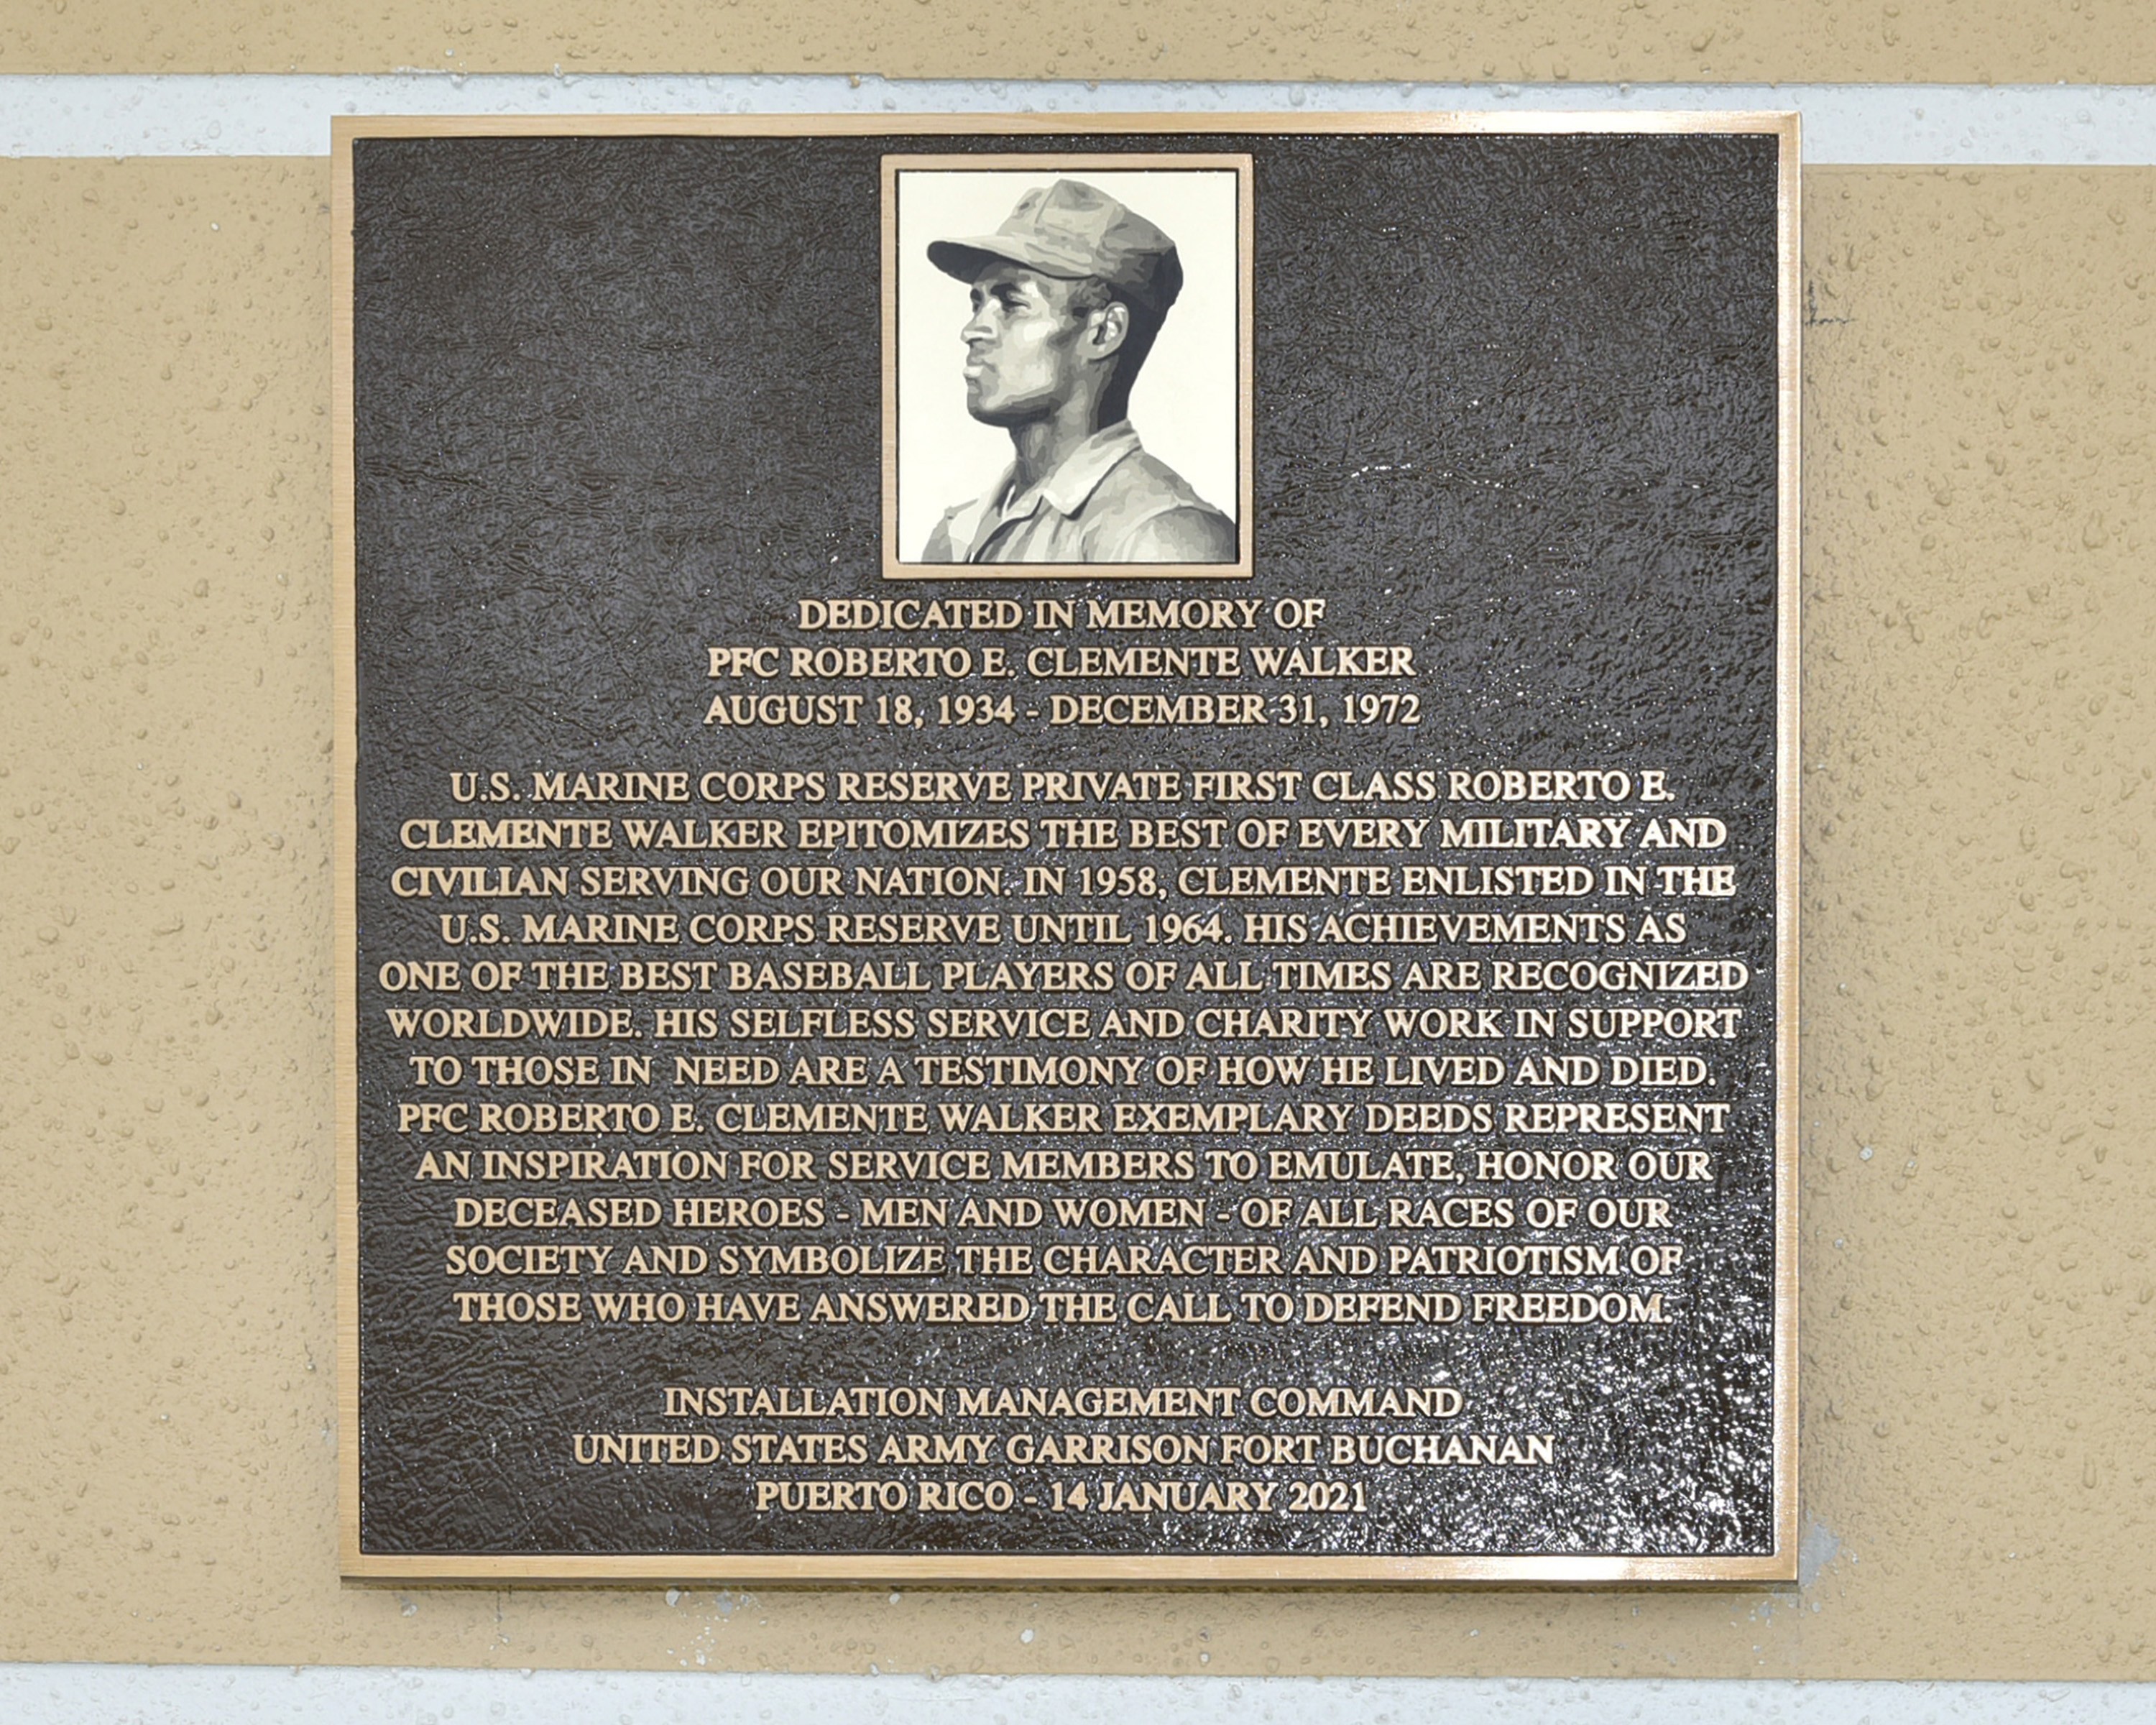 DEDICATED IN MEMORY OF
PFC ROBERTO E. CLEMENTE WALKER
AUGUST 18, 1934 - DECEMBER 31, 1972
U.S. MARINE CORPS RESERVE PRIVATE FIRST CLASS ROBERTO E.
CLEMENTE WALKER EPITOMIZES THE BEST OF EVERY MILITARY AND
CIVILIAN SERVING OUR NATION. IN 1958, CLEMENTE ENLISTED IN THE
U.S. MARINE CORPS RESERVE UNTIL 1964. HIS ACHIEVEMENTS AS
ONE OF THE BEST BASEBALL PLAYERS OF ALL TIMES ARE RECOGNIZED
WORLDWIDE. HIS SELFLESS SERVICE AND CHARITY WORK IN SUPPORT
TO THOSE IN NEED ARE A TESTIMONY OF HOW HE LIVED AND DIED.
PFC ROBERTO E. CLEMENTE WALKER EXEMPLARY DEEDS REPRESENT
AN INSPIRATION FOR SERVICE MEMBERS TO EMULATE, HONOR OUR
DECEASED HEROES - MEN AND WOMEN - OF ALL RACES OF OUR
SOCIETY AND SYMBOLIZE THE CHARACTER AND PATRIOTISM OF
THOSE WHO HAVE ANSWERED THE CALL TO DEFEND FREEDOM.
INSTALLATION MANAGEMENT COMMAND
UNITED STATES ARMY GARRISON FORT BUCHANAN
PUERTO RICO - 14 JANUARY 2021